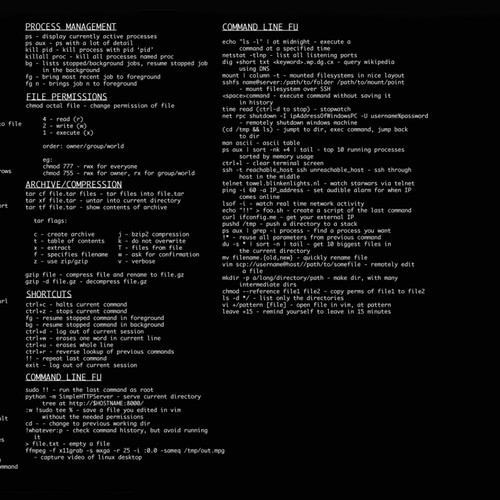 to file
rows
ort
url
ult
es
ommand
PROCESS MANAGEMENT
ps - display currently active processes
ps aux - ps with a lot of detail
kill pid - kill process with pid 'pid'
killall proc - kill all processes named proc
bg - lists stopped/background jobs, resume stopped job
in the background
fg - bring most recent job to foreground
fg n - brings job n to foreground
FILE PERMISSIONS
chmod octal file - change permission of file
4 - read (r)
2 - write (w)
1 - execute (x)
order: owner/group/world
eg:
chmod 777 - rwx for everyone
chmod 755 - rwx for owner, rx for group/world
ARCHIVE/COMPRESSION
tar cf file.tar files - tar files into file.tar
tar xf file.tar - untar into current directory
tar tf file.tar - show contents of archive
tar flags:
c - create archive j - bzip2 compression
t - table of contents k - do not overwrite
x - extract T - files from file
f - specifies filename w - ask for confirmation
z - use zip/gzip v - verbose
gzip file - compress file and rename to file.gz
gzip -d file.gz - decompress file.gz
SHORTCUTS
ctrl+c - halts current command
ctrl+z - stops current command
fg - resume stopped command in foreground
bg - resume stopped command in background
ctrl+d - log out of current session
ctrl+w - erases one word in current line
ctrl+u - erases whole line
ctrl+r - reverse lookup of previous commands
!! - repeat last command
exit - log out of current session
COMMAND LINE FU
sudo !! - run the last command as root
python -m SimpleHTTPServer - serve current directory
tree at http://$HOSTNAME:8000/
:w !sudo tee % - save a file you edited in vim
without the needed permissions
cd - - change to previous working dir
!whatever:p - check command history, but avoid running
it
> file.txt - empty a file
ffmpeg -f x11grab -s wxga -r 25 -i :0.0 -sameq /tmp/out.mpg
- capture video of linux desktop
COMMAND LINE FU
echo "ls -l" | at midnight - execute a
command at a specified time
netstat -tlnp - list all listening ports
dig +short txt <keyword>.wp.dg.cx - query wikipedia
using DNS
mount | column -t - mounted filesystems in nice layout
sshfs name@server:/path/to/folder /path/to/mount/point
- mount filesystem over SSH
<space>command - execute command without saving it
in history
time read (ctrl-d to stop) - stopwatch
net rpc shutdown -I ipAddressOfWindowsPC -U username%password
- remotely shutdown windows machine
(cd /tmp && ls) - jumpt to dir, exec command, jump back
to dir
man ascii - ascii table
ps aux | sort -nk +4 | tail - top 10 running processes
sorted by memory usage
ctrl+l - clear terminal screen
ssh -t reachable_host ssh unreachable_host - ssh through
host in the middle
telnet towel.blinkenlights.nl - watch starwars via telnet
ping -i 60 -a IP_address - set audible alarm for when IP
comes online
lsof -i - watch real time network activity
echo "!!" > foo.sh - create a script of the last command
curl ifconfig.me - get your external IP
pushd /tmp - push a directory to a stack
ps aux | grep -i process - find a process you want
!* - reuse all parameters from previous command
du -s * | sort -n | tail - get 10 biggest files in
the current directory
mv filename.{old,new} - quickly rename file
vim scp://username@host//path/to/somefile - remotely edit
a file
mkdir -p a/long/directory/path - make dir, with many
intermediate dirs
chmod --reference file1 file2 - copy perms of file1 to file2
ls -d */ - list only the directories
vi +/pattern [file] - open file in vim, at pattern
leave +15 - remind yourself to leave in 15 minutes